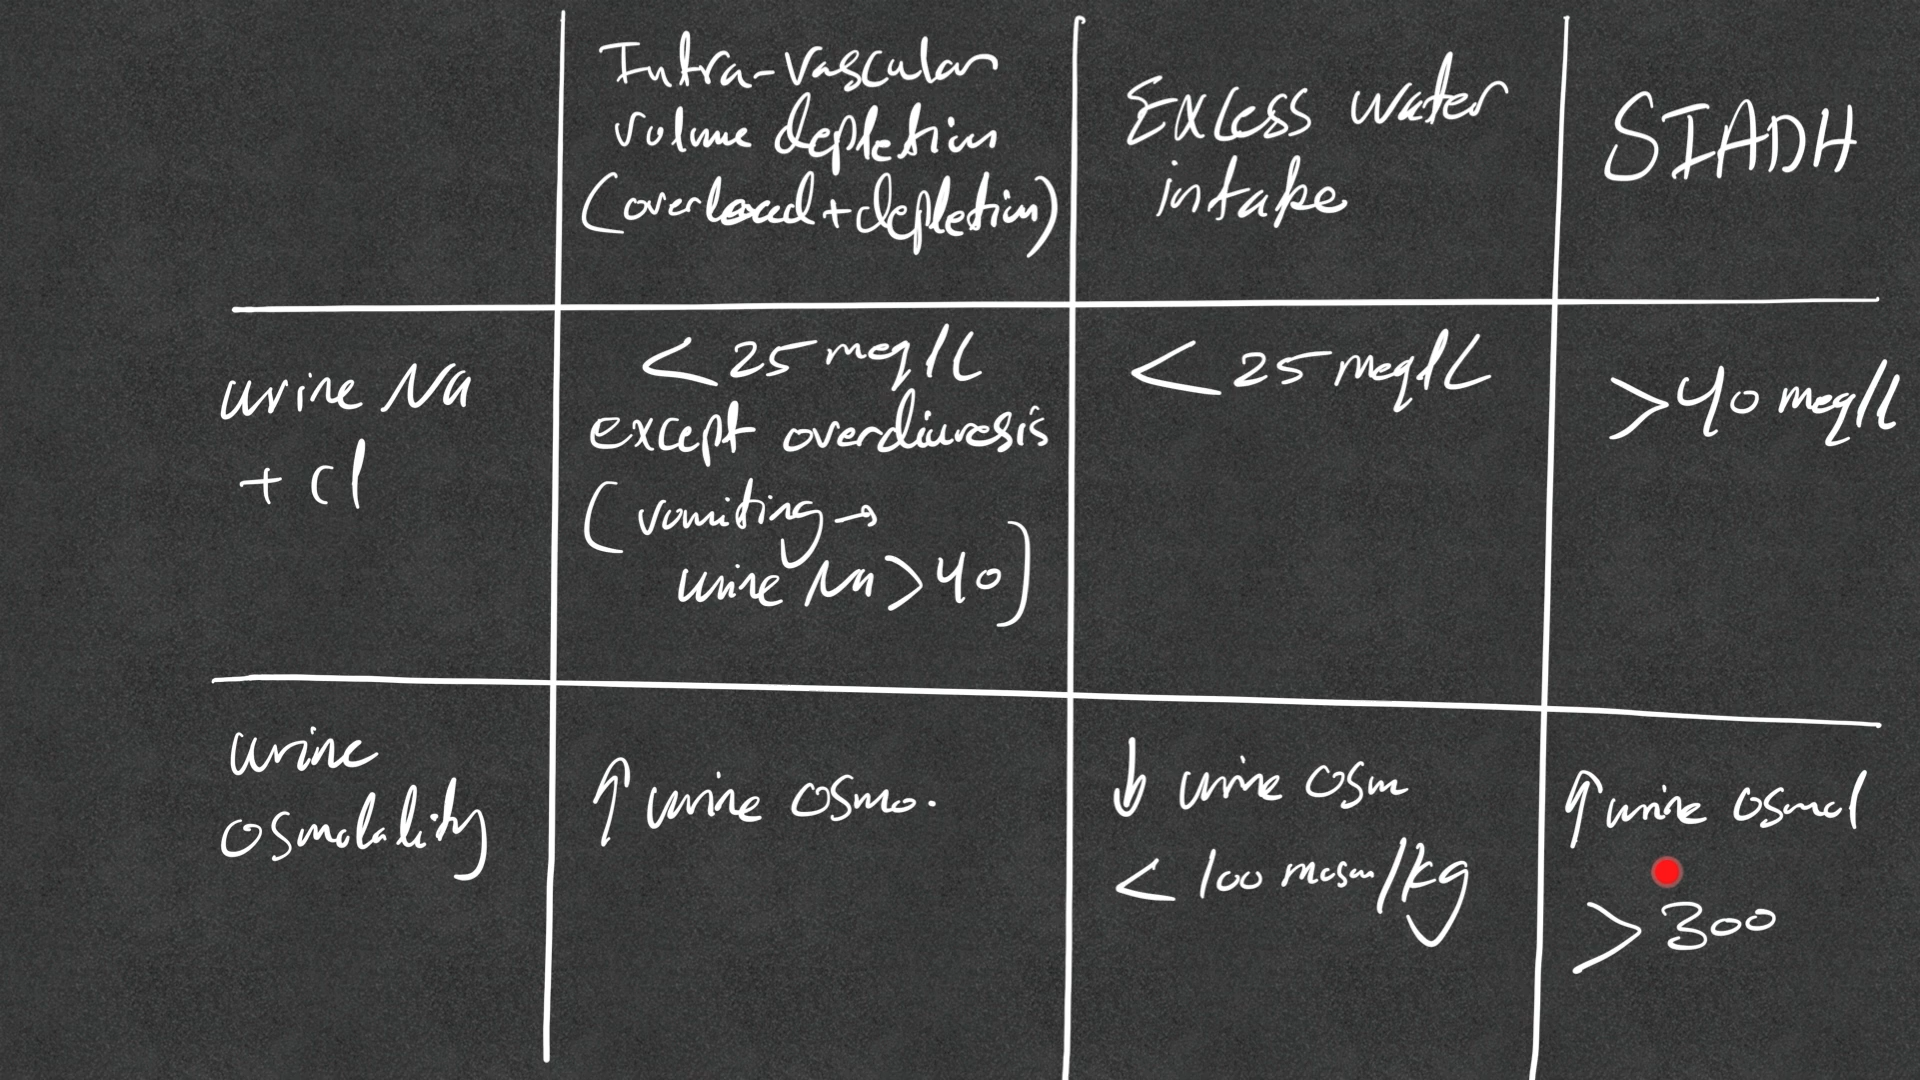 Intra-vascular
volume depletion
(overload + depletion)
Excess water
intake
SIADH
urine Na
+ cl
< 25 meq/L
except overdiuresis
(vomiting →
urine Na > 40)
< 25 meq/L
> 40 meq/L
urine
osmolality
↑ urine osmo.
↓ urine osm
< 100 mosm/kg
↑ urine osmol
> 300